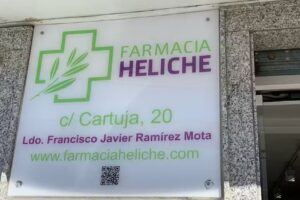 FARMACIA
HELICHE
c/ Cartuja, 20
Ldo. Francisco Javier Ramírez Mota
www.farmaciaheliche.com